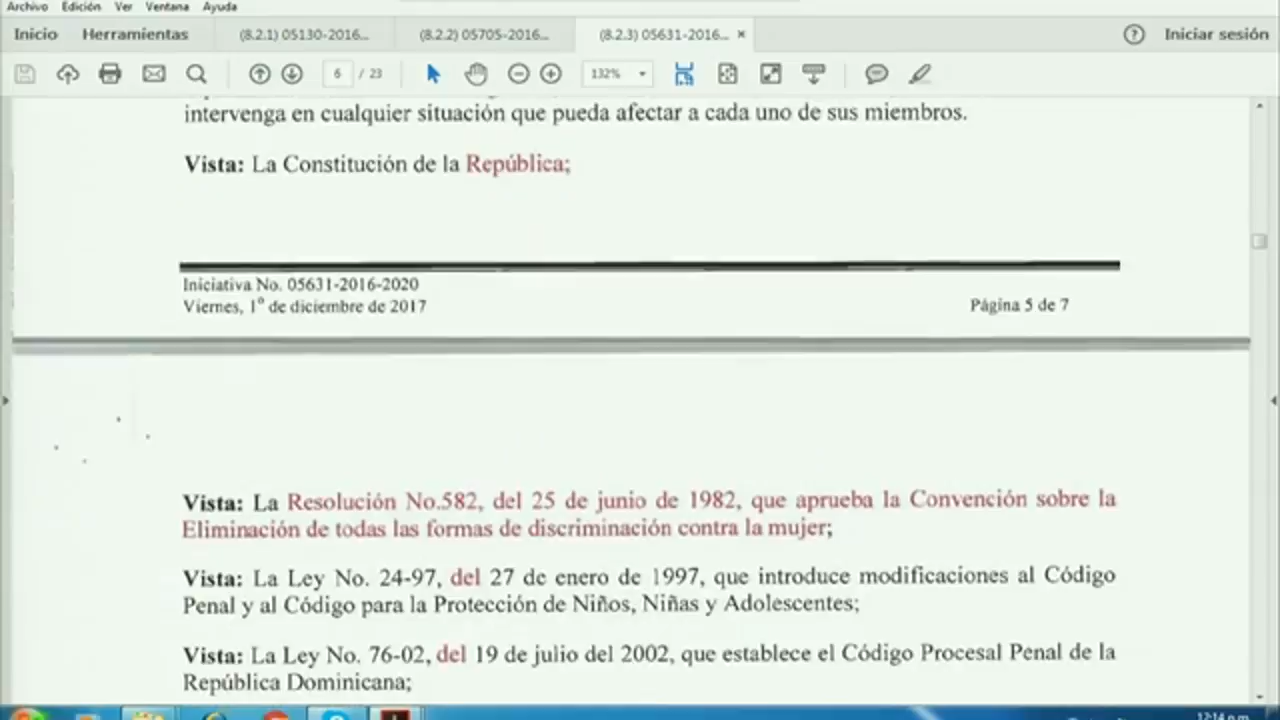 Archivo Edición Ver Ventana Ayuda
Inicio Herramientas (8.2.1) 05130-2016... (8.2.2) 05705-2016... (8.2.3) 05631-2016... × Iniciar sesión
6 / 23 132%
intervenga en cualquier situación que pueda afectar a cada uno de sus miembros.
Vista: La Constitución de la República;
Iniciativa No. 05631-2016-2020
Viernes, 1º de diciembre de 2017 Página 5 de 7
Vista: La Resolución No.582, del 25 de junio de 1982, que aprueba la Convención sobre la
Eliminación de todas las formas de discriminación contra la mujer;
Vista: La Ley No. 24-97, del 27 de enero de 1997, que introduce modificaciones al Código
Penal y al Código para la Protección de Niños, Niñas y Adolescentes;
Vista: La Ley No. 76-02, del 19 de julio del 2002, que establece el Código Procesal Penal de la
República Dominicana;
12:14 p.m.